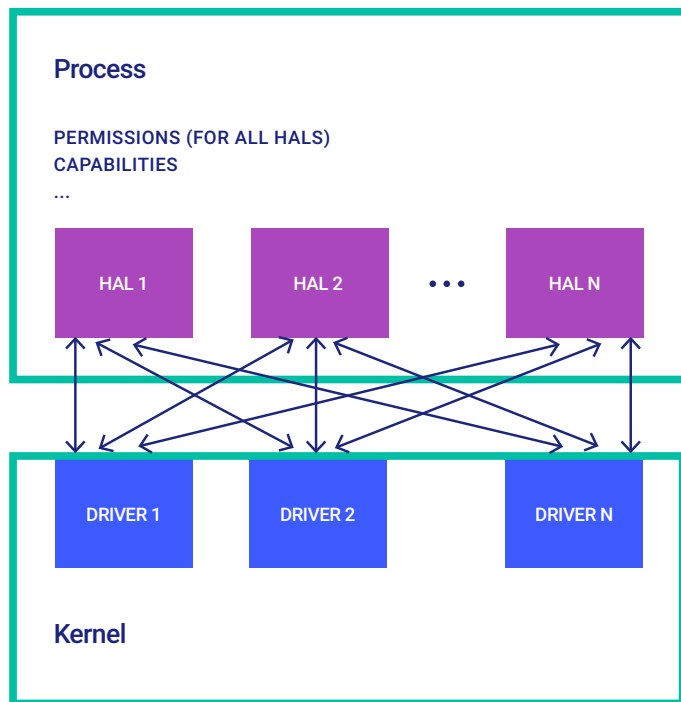 Process
PERMISSIONS (FOR ALL HALS)
CAPABILITIES
...
HAL 1 HAL 2 ... HAL N
DRIVER 1 DRIVER 2 DRIVER N
Kernel